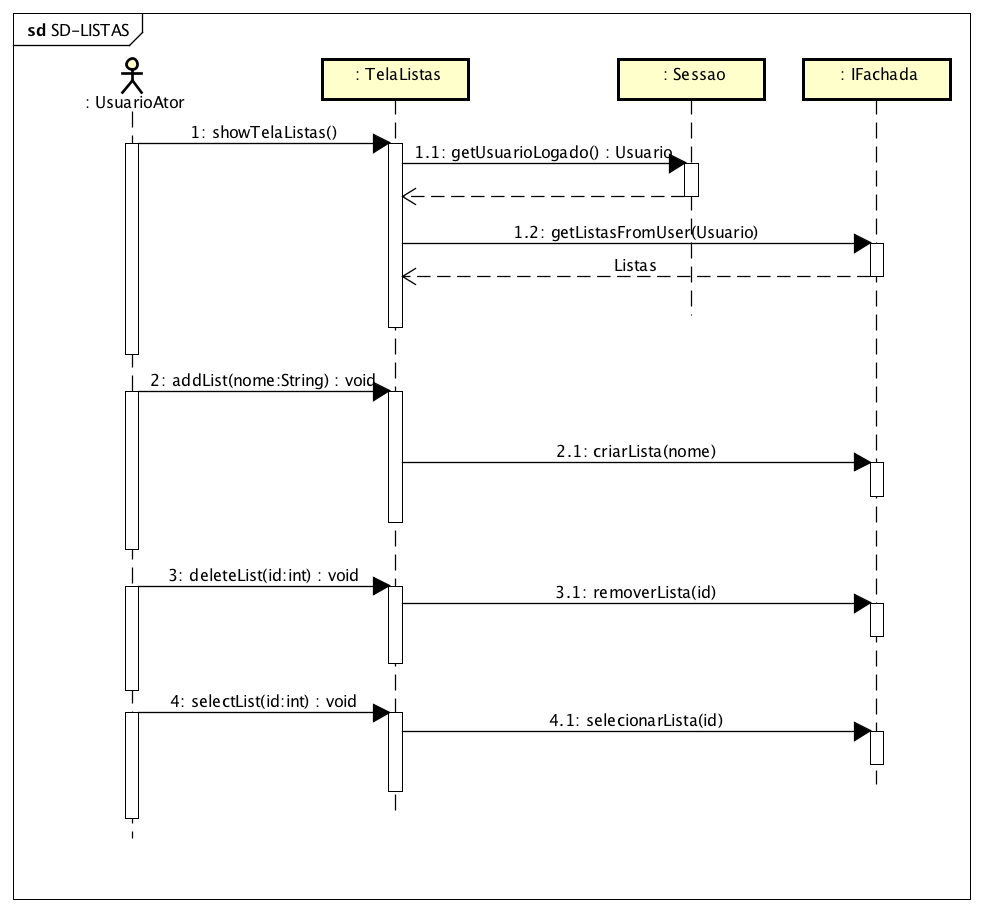 sd SD-LISTAS
: UsuarioAtor
: TelaListas
: Sessao
: IFachada
1: showTelaListas()
1.1: getUsuarioLogado() : Usuario
1.2: getListasFromUser(Usuario)
Listas
2: addList(nome:String) : void
2.1: criarLista(nome)
3: deleteList(id:int) : void
3.1: removerLista(id)
4: selectList(id:int) : void
4.1: selecionarLista(id)